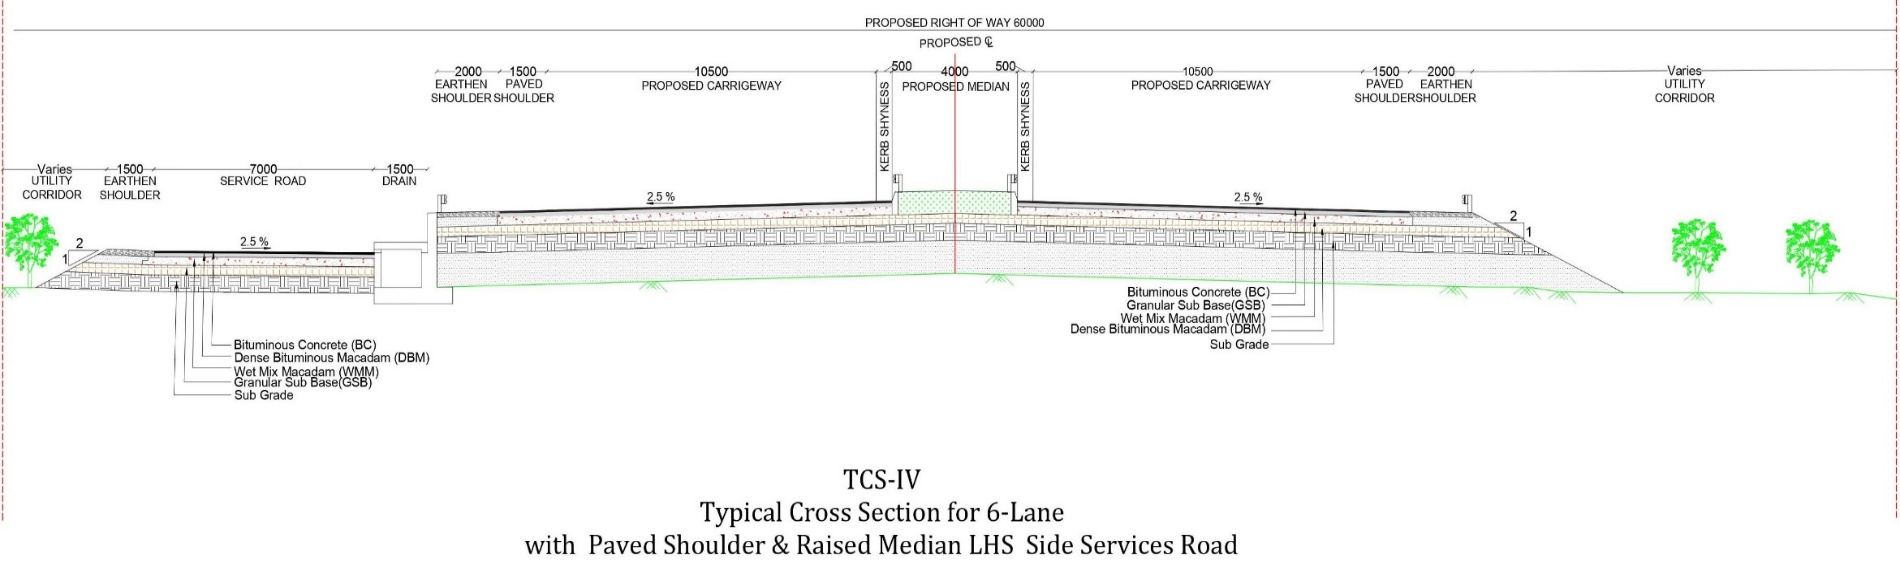 PROPOSED RIGHT OF WAY 60000
PROPOSED ℄
2000 1500 10500 500 4000 500 10500 1500 2000 Varies
EARTHEN SHOULDER
PAVED SHOULDER
PROPOSED CARRIGEWAY
KERB SHYNESS
PROPOSED MEDIAN
KERB SHYNESS
PROPOSED CARRIGEWAY
PAVED SHOULDER
EARTHEN SHOULDER
UTILITY CORRIDOR
Varies 1500 7000 1500
UTILITY CORRIDOR
EARTHEN SHOULDER
SERVICE ROAD
DRAIN
2.5 %
2.5 %
2
1
2.5 %
2
1
Bituminous Concrete (BC)
Granular Sub Base(GSB)
Wet Mix Macadam (WMM)
Dense Bituminous Macadam (DBM)
Sub Grade
Bituminous Concrete (BC)
Dense Bituminous Macadam (DBM)
Wet Mix Macadam (WMM)
Granular Sub Base(GSB)
Sub Grade
TCS-IV
Typical Cross Section for 6-Lane
with Paved Shoulder & Raised Median LHS Side Services Road